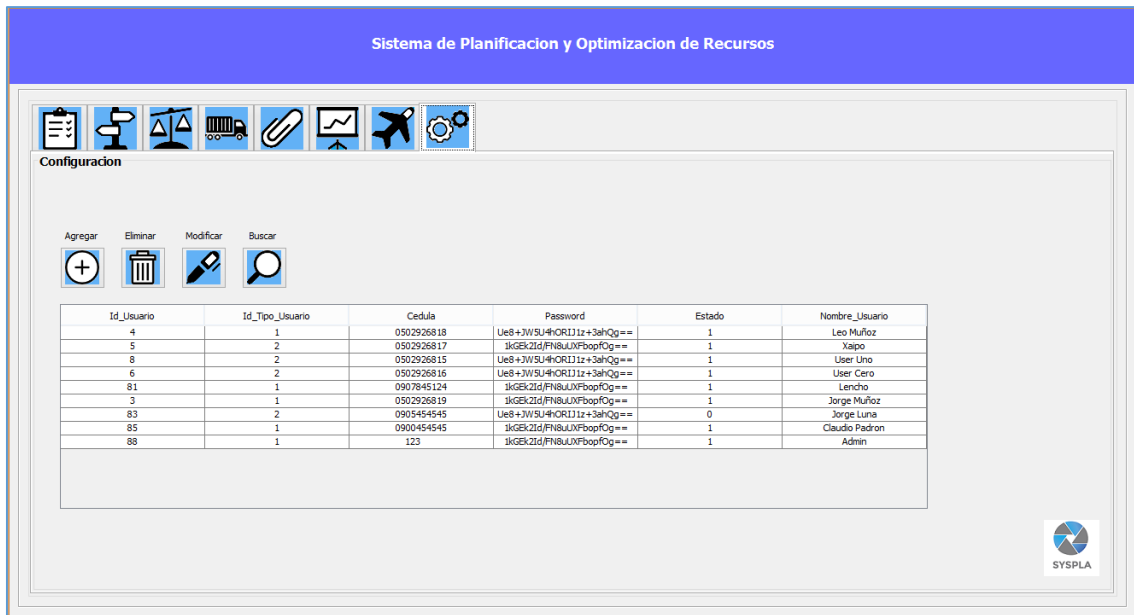 Sistema de Planificacion y Optimizacion de Recursos
Configuracion
Agregar Eliminar Modificar Buscar
Id_Usuario Id_Tipo_Usuario Cedula Password Estado Nombre_Usuario
4 1 0502926818 Ue8+JW5U4hORIJ1z+3ahQg== 1 Leo Muñoz
5 2 0502926817 1kGEk2Id/FN8uUXFbopfOg== 1 Xaipo
8 2 0502926815 Ue8+JW5U4hORIJ1z+3ahQg== 1 User Uno
6 2 0502926816 Ue8+JW5U4hORIJ1z+3ahQg== 1 User Cero
81 1 0907845124 1kGEk2Id/FN8uUXFbopfOg== 1 Lencho
3 1 0502926819 1kGEk2Id/FN8uUXFbopfOg== 1 Jorge Muñoz
83 2 0905454545 Ue8+JW5U4hORIJ1z+3ahQg== 0 Jorge Luna
85 1 0900454545 1kGEk2Id/FN8uUXFbopfOg== 1 Claudio Padron
88 1 123 1kGEk2Id/FN8uUXFbopfOg== 1 Admin
SYSPLA